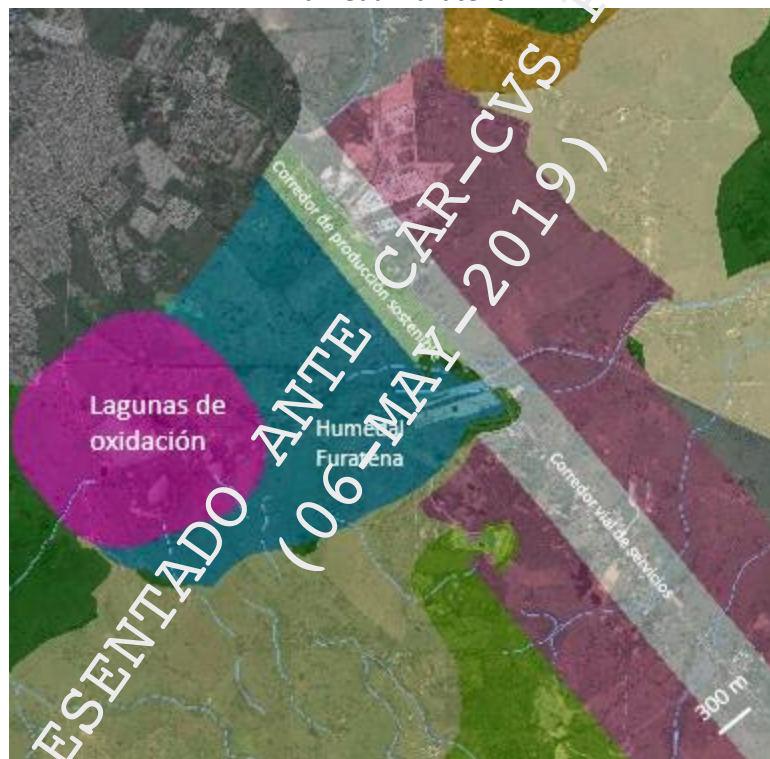 Corredor de producción sostenible
Lagunas de
oxidación
Humedal
Furatena
Corredor vial de servicios
300 m
ESENTADO ANTE CAR-CVS
(06-MAY-2019)